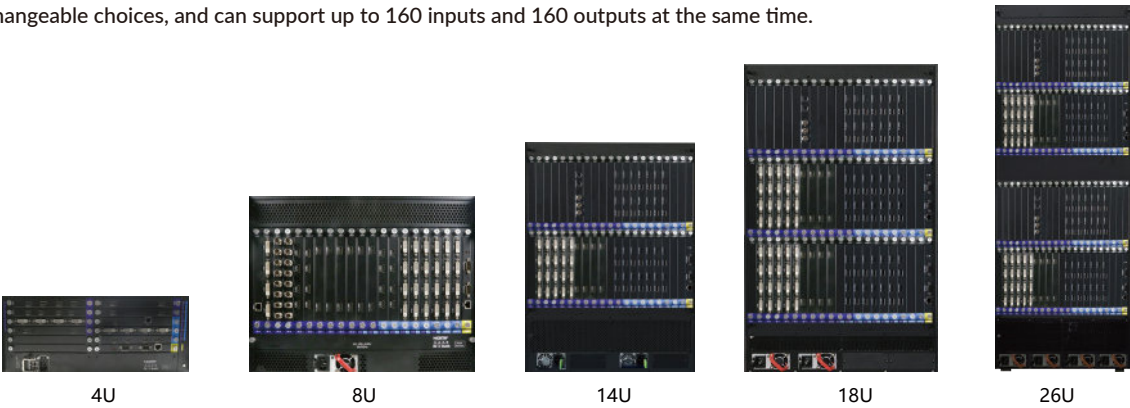 hangeable choices, and can support up to 160 inputs and 160 outputs at the same time.
4U
8U
14U
18U
26U